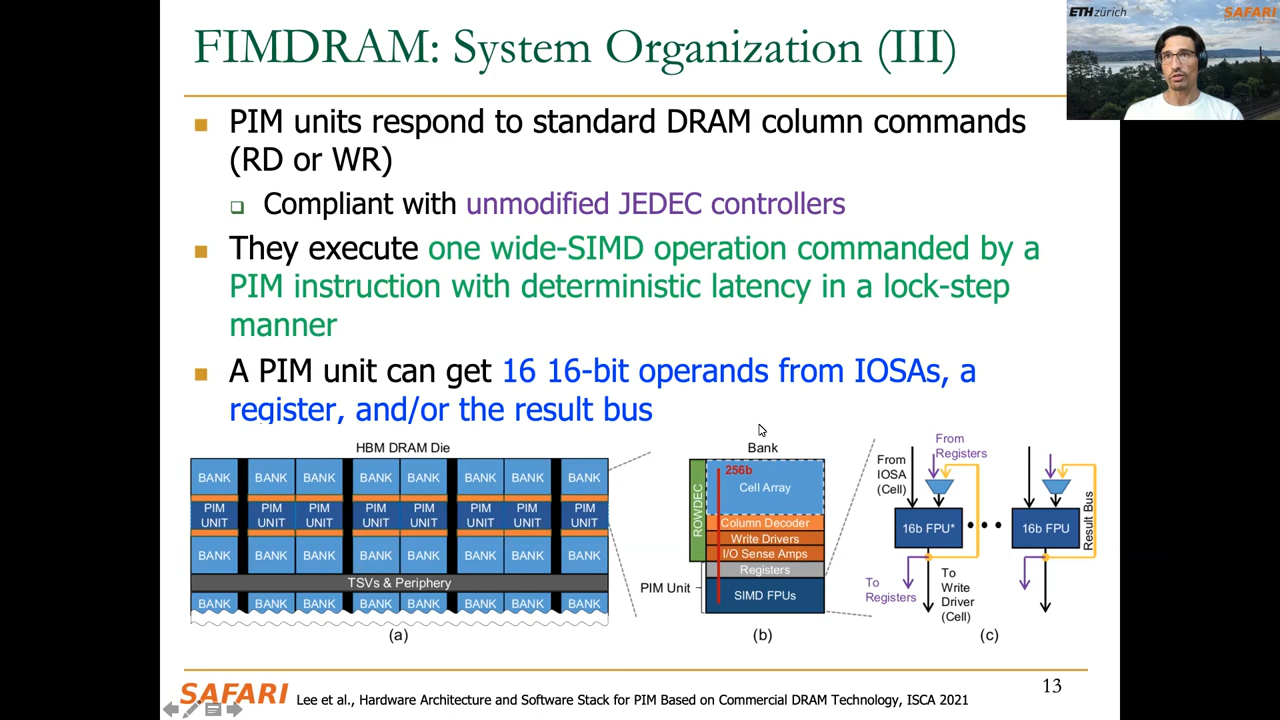 ETHzürich
SAFARI
FIMDRAM: System Organization (III)
PIM units respond to standard DRAM column commands
(RD or WR)
Compliant with unmodified JEDEC controllers
They execute one wide-SIMD operation commanded by a
PIM instruction with deterministic latency in a lock-step
manner
A PIM unit can get 16 16-bit operands from IOSAs, a
register, and/or the result bus
HBM DRAM Die
BANK BANK BANK BANK BANK BANK BANK BANK
PIM UNIT PIM UNIT PIM UNIT PIM UNIT PIM UNIT PIM UNIT PIM UNIT PIM UNIT
BANK BANK BANK BANK BANK BANK BANK BANK
TSVs & Periphery
BANK BANK BANK BANK BANK BANK BANK BANK
(a)
Bank
256b
Cell Array
ROWDEC
Column Decoder
Write Drivers
I/O Sense Amps
Registers
PIM Unit
SIMD FPUs
(b)
From
Registers
From
IOSA
(Cell)
16b FPU*
16b FPU
Result Bus
To
Registers
To
Write
Driver
(Cell)
(c)
13
SAFARI
Lee et al., Hardware Architecture and Software Stack for PIM Based on Commercial DRAM Technology, ISCA 2021